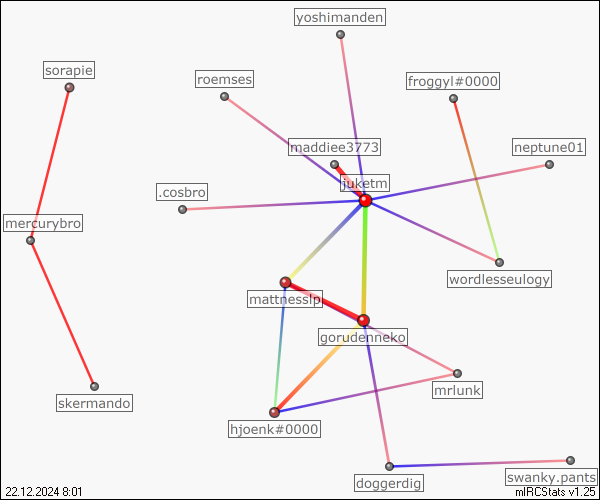 yoshimanden
sorapie
roemses
froggyl#0000
maddiee3773
neptune01
juketm
.cosbro
mercurybro
wordlesseulogy
mattnesslp
gorudenneko
mrlunk
skermando
hjoenk#0000
doggerdig
swanky.pants
22.12.2024 8:01
mIRCStats v1.25